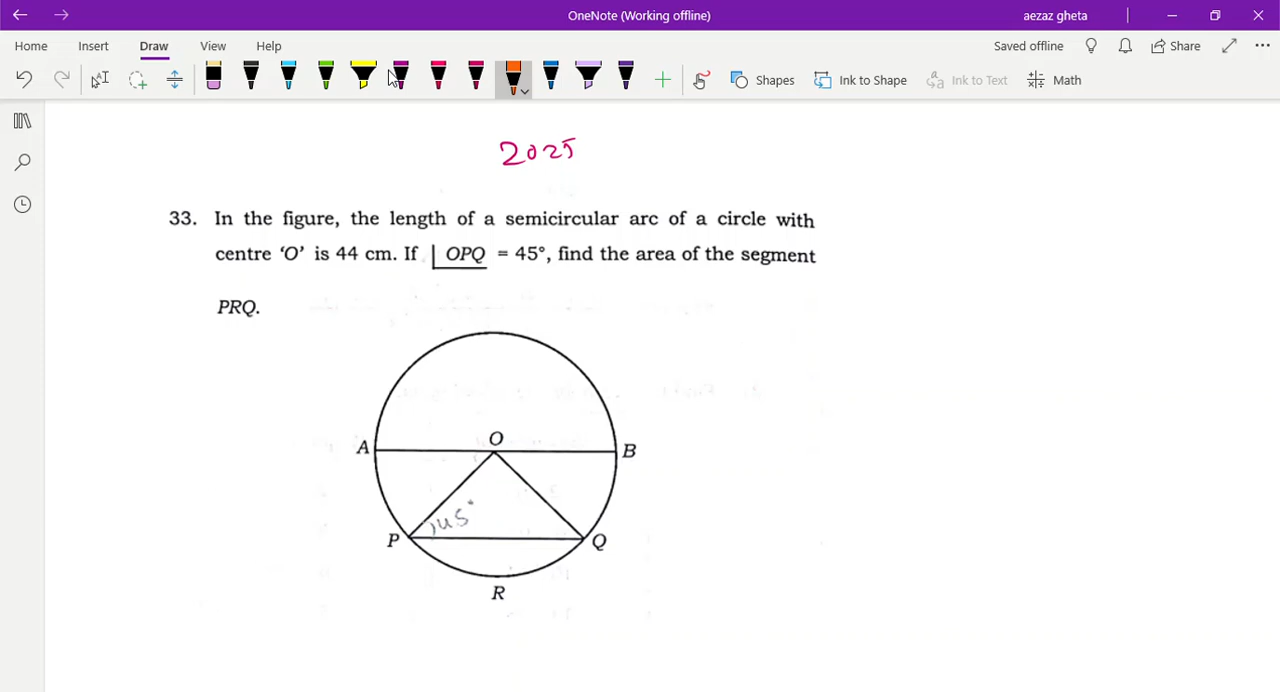 OneNote (Working offline)
aezaz gheta
Home Insert Draw View Help
Saved offline
Share
Shapes
Ink to Shape
Ink to Text
Math
2025
33. In the figure, the length of a semicircular arc of a circle with
centre ‘O’ is 44 cm. If OPQ = 45°, find the area of the segment
PRQ.
O
A
B
45°
P
Q
R